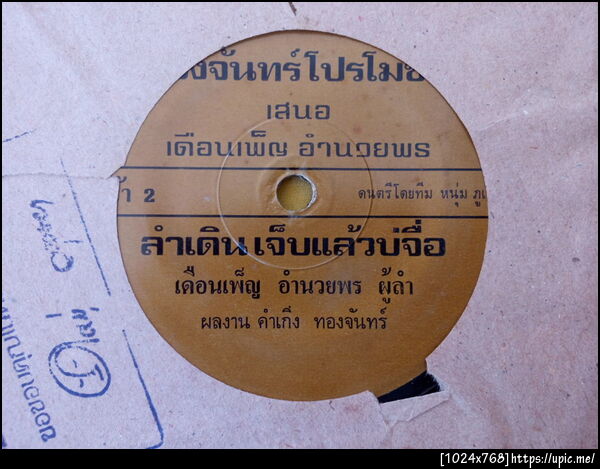 องจันทร์โปรโมช
เสนอ
เดือนเพ็ญ อำนวยพร
า 2
ดนตรีโดยทีม หนุ่ม ภู
ลำเดิน เจ็บแล้วบ่จื่อ
เดือนเพ็ญ อำนวยพร ผู้ลำ
ผลงาน คำเกิ่ง ทองจันทร์
[1024x768]https://upic.me/